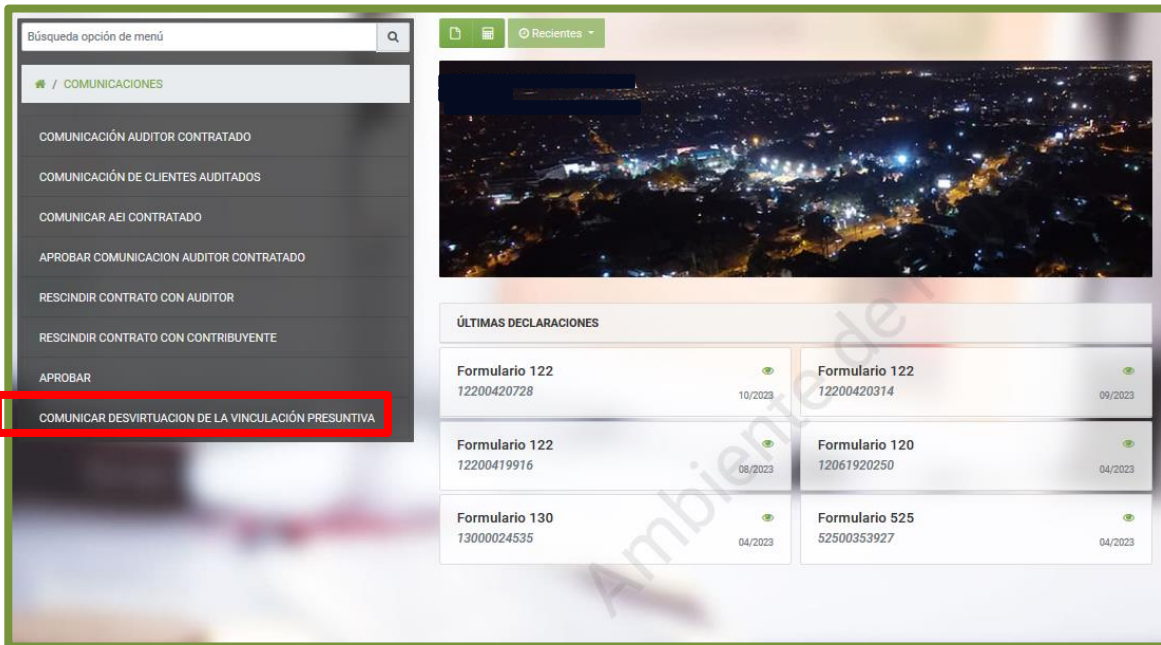 Búsqueda opción de menú
Recientes
/ COMUNICACIONES
COMUNICACIÓN AUDITOR CONTRATADO
COMUNICACIÓN DE CLIENTES AUDITADOS
COMUNICAR AEI CONTRATADO
APROBAR COMUNICACION AUDITOR CONTRATADO
RESCINDIR CONTRATO CON AUDITOR
RESCINDIR CONTRATO CON CONTRIBUYENTE
APROBAR
COMUNICAR DESVIRTUACION DE LA VINCULACIÓN PRESUNTIVA
ÚLTIMAS DECLARACIONES
Formulario 122
12200420728
10/2023
Formulario 122
12200420314
09/2023
Formulario 122
12200419916
08/2023
Formulario 120
12061920250
04/2023
Formulario 130
13000024535
04/2023
Formulario 525
52500353927
04/2023
Ambiente de